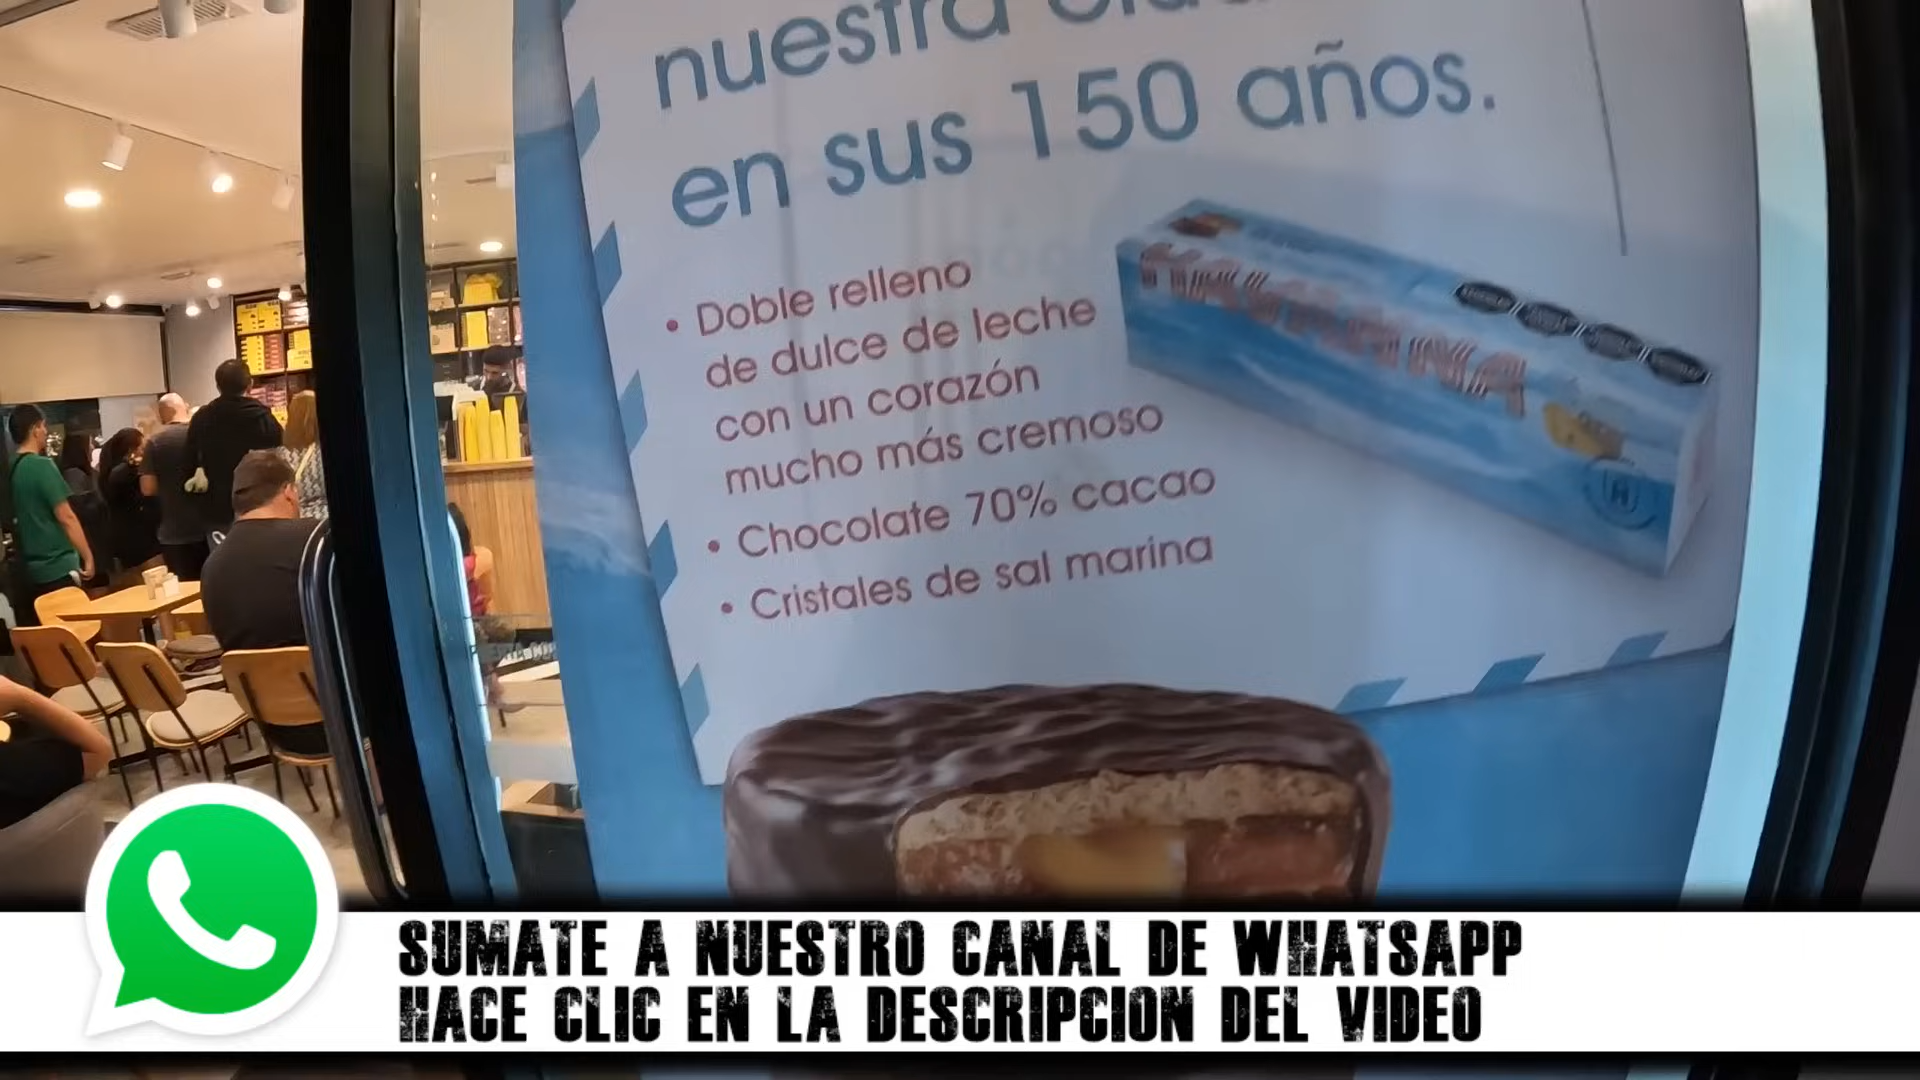 nuestra
en sus 150 años.
• Doble relleno
de dulce de leche
con un corazón
mucho más cremoso
• Chocolate 70% cacao
• Cristales de sal marina
HAVANNA
SUMATE A NUESTRO CANAL DE WHATSAPP
HACE CLIC EN LA DESCRIPCION DEL VIDEO